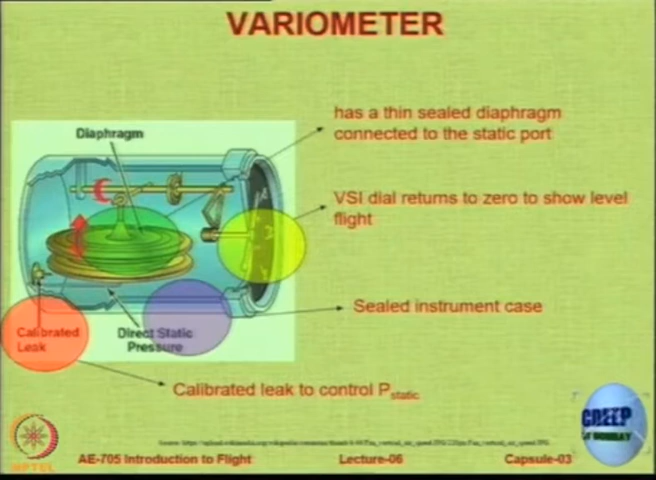 VARIOMETER
has a thin sealed diaphragm
connected to the static port
Diaphragm
VSI dial returns to zero to show level
flight
Sealed instrument case
Calibrated
Leak
Direct Static
Pressure
Calibrated leak to control Pstatic
CREEP
IIT BOMBAY
NPTEL
AE-705 Introduction to Flight
Lecture-06
Capsule-03